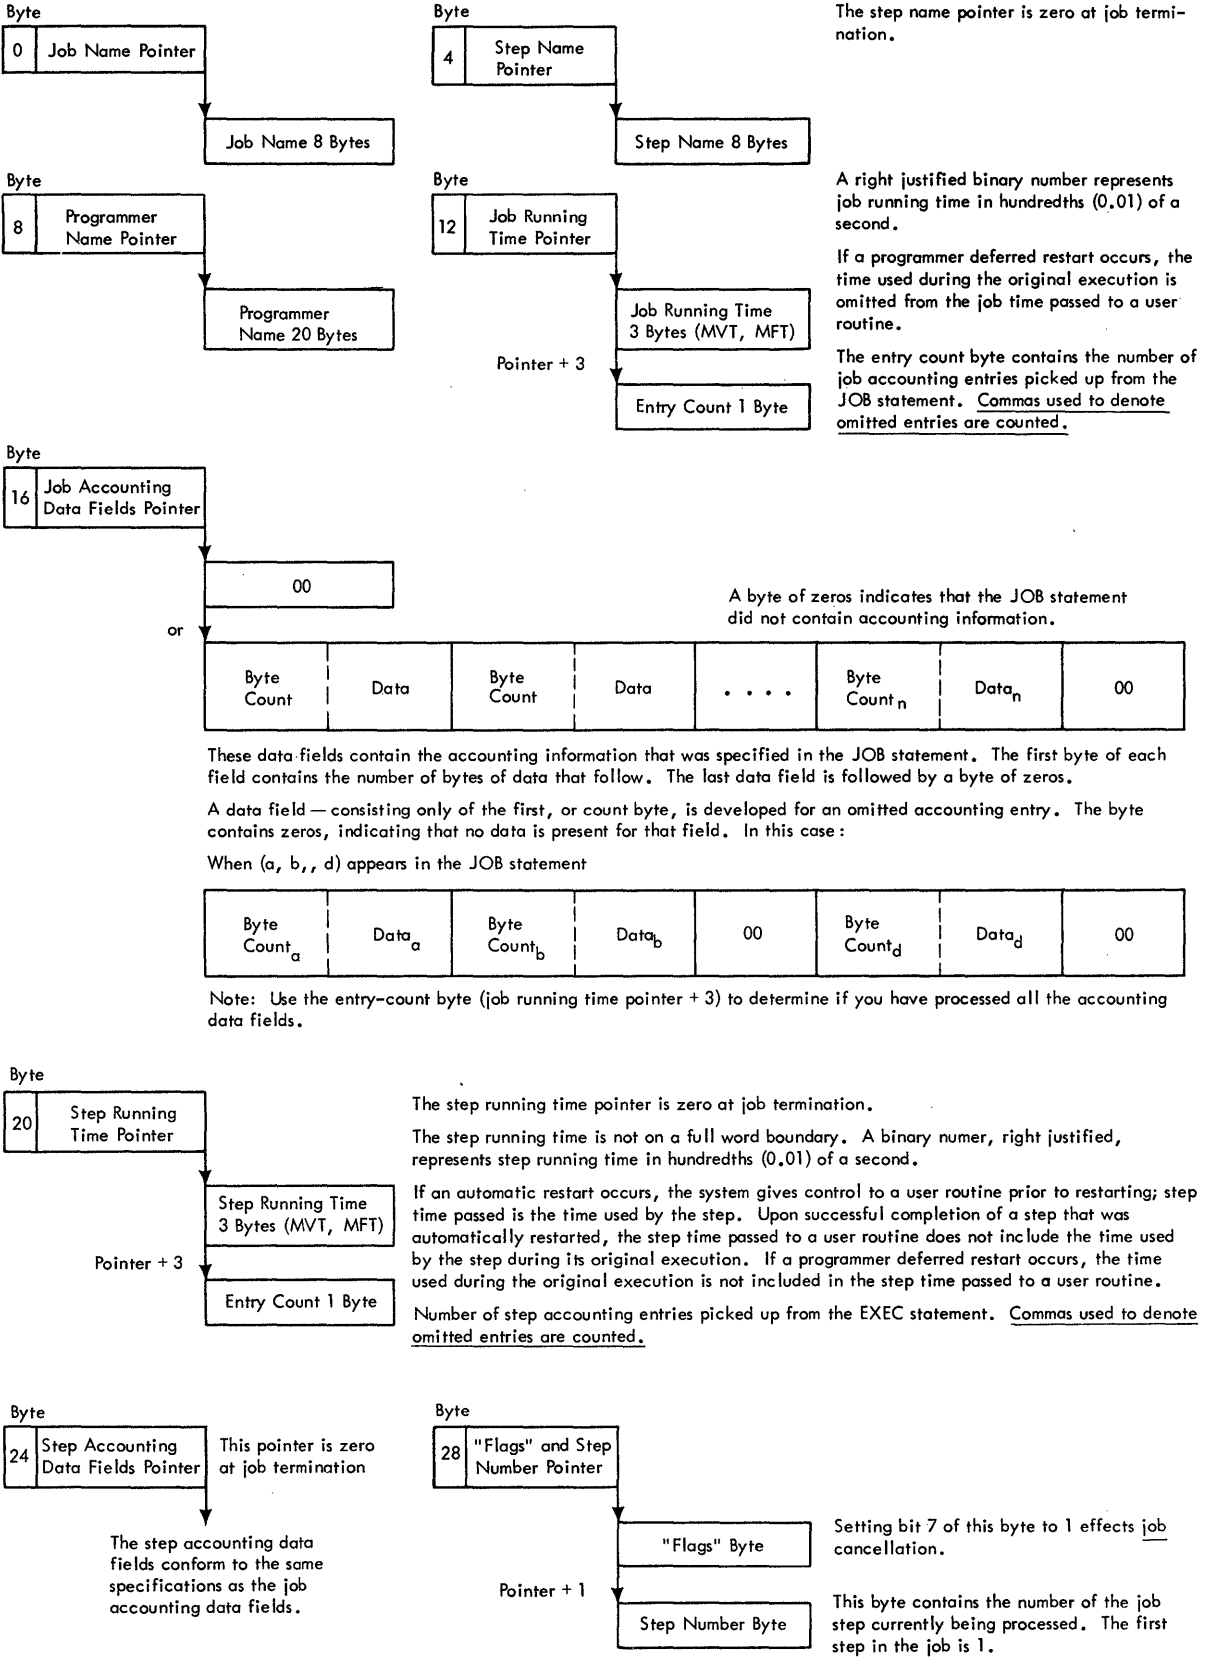 Byte
0 Job Name Pointer
Job Name 8 Bytes
Byte
4 Step Name
Pointer
Step Name 8 Bytes
The step name pointer is zero at job termi-
nation.
Byte
8 Programmer
Name Pointer
Programmer
Name 20 Bytes
Byte
12 Job Running
Time Pointer
Job Running Time
3 Bytes (MVT, MFT)
Pointer + 3
Entry Count 1 Byte
A right justified binary number represents
job running time in hundredths (0.01) of a
second.
If a programmer deferred restart occurs, the
time used during the original execution is
omitted from the job time passed to a user
routine.
The entry count byte contains the number of
job accounting entries picked up from the
JOB statement. Commas used to denote
omitted entries are counted.
Byte
16 Job Accounting
Data Fields Pointer
00
or
A byte of zeros indicates that the JOB statement
did not contain accounting information.
Byte Count Data Byte Count Data . . . . Byte Count n Data n 00
These data fields contain the accounting information that was specified in the JOB statement. The first byte of each
field contains the number of bytes of data that follow. The last data field is followed by a byte of zeros.
A data field — consisting only of the first, or count byte, is developed for an omitted accounting entry. The byte
contains zeros, indicating that no data is present for that field. In this case:
When (a, b,, d) appears in the JOB statement
Byte Count a Data a Byte Count b Data b 00 Byte Count d Data d 00
Note: Use the entry-count byte (job running time pointer + 3) to determine if you have processed all the accounting
data fields.
Byte
20 Step Running
Time Pointer
Step Running Time
3 Bytes (MVT, MFT)
Pointer + 3
Entry Count 1 Byte
The step running time pointer is zero at job termination.
The step running time is not on a full word boundary. A binary numer, right justified,
represents step running time in hundredths (0.01) of a second.
If an automatic restart occurs, the system gives control to a user routine prior to restarting; step
time passed is the time used by the step. Upon successful completion of a step that was
automatically restarted, the step time passed to a user routine does not include the time used
by the step during its original execution. If a programmer deferred restart occurs, the time
used during the original execution is not included in the step time passed to a user routine.
Number of step accounting entries picked up from the EXEC statement. Commas used to denote
omitted entries are counted.
Byte
24 Step Accounting
Data Fields Pointer
This pointer is zero
at job termination
The step accounting data
fields conform to the same
specifications as the job
accounting data fields.
Byte
28 "Flags" and Step
Number Pointer
"Flags" Byte
Pointer + 1
Step Number Byte
Setting bit 7 of this byte to 1 effects job
cancellation.
This byte contains the number of the job
step currently being processed. The first
step in the job is 1.